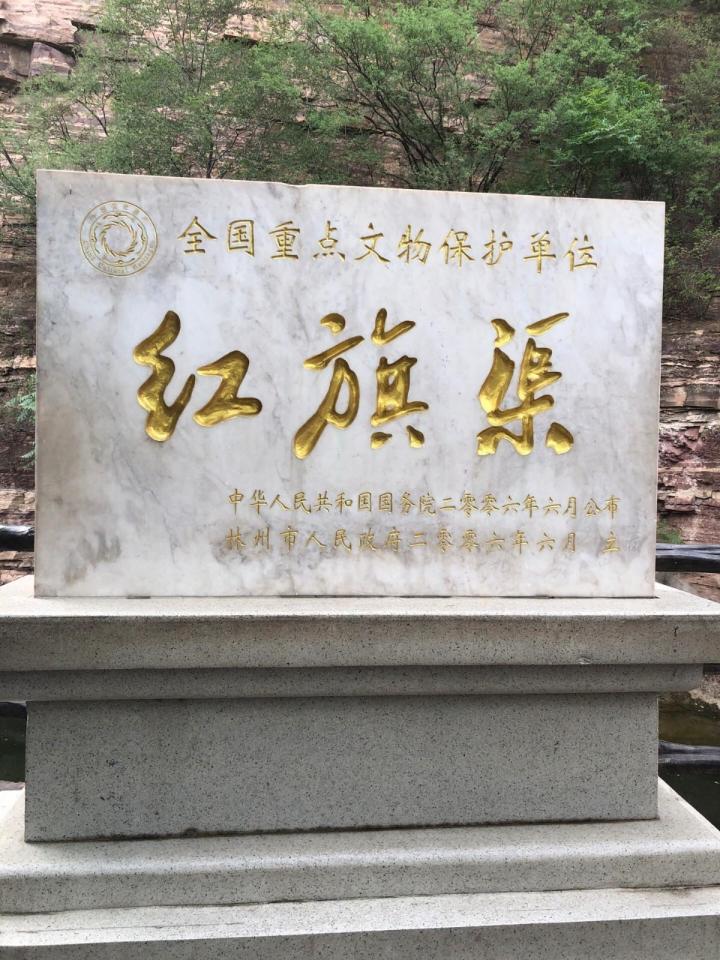 全国重点文物保护单位
红旗渠
中华人民共和国国务院二零零六年六月公布
林州市人民政府二零零六年六月 立